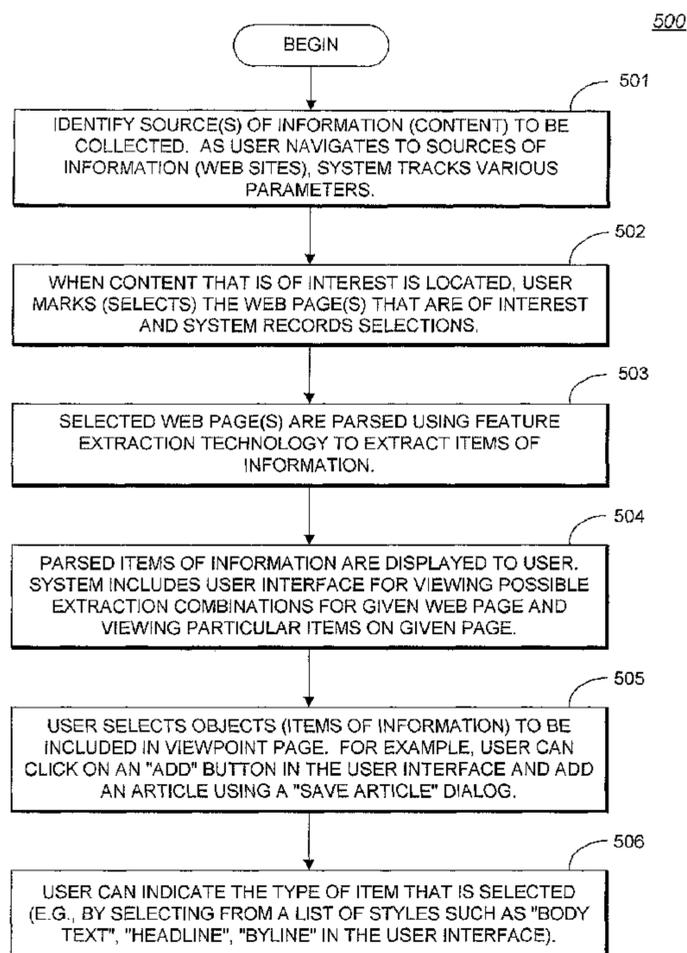 500
BEGIN
501
IDENTIFY SOURCE(S) OF INFORMATION (CONTENT) TO BE
COLLECTED. AS USER NAVIGATES TO SOURCES OF
INFORMATION (WEB SITES), SYSTEM TRACKS VARIOUS
PARAMETERS.
502
WHEN CONTENT THAT IS OF INTEREST IS LOCATED, USER
MARKS (SELECTS) THE WEB PAGE(S) THAT ARE OF INTEREST
AND SYSTEM RECORDS SELECTIONS.
503
SELECTED WEB PAGE(S) ARE PARSED USING FEATURE
EXTRACTION TECHNOLOGY TO EXTRACT ITEMS OF
INFORMATION.
504
PARSED ITEMS OF INFORMATION ARE DISPLAYED TO USER.
SYSTEM INCLUDES USER INTERFACE FOR VIEWING POSSIBLE
EXTRACTION COMBINATIONS FOR GIVEN WEB PAGE AND
VIEWING PARTICULAR ITEMS ON GIVEN PAGE.
505
USER SELECTS OBJECTS (ITEMS OF INFORMATION) TO BE
INCLUDED IN VIEWPOINT PAGE. FOR EXAMPLE, USER CAN
CLICK ON AN "ADD" BUTTON IN THE USER INTERFACE AND ADD
AN ARTICLE USING A "SAVE ARTICLE" DIALOG.
506
USER CAN INDICATE THE TYPE OF ITEM THAT IS SELECTED
(E.G., BY SELECTING FROM A LIST OF STYLES SUCH AS "BODY
TEXT", "HEADLINE", "BYLINE" IN THE USER INTERFACE).